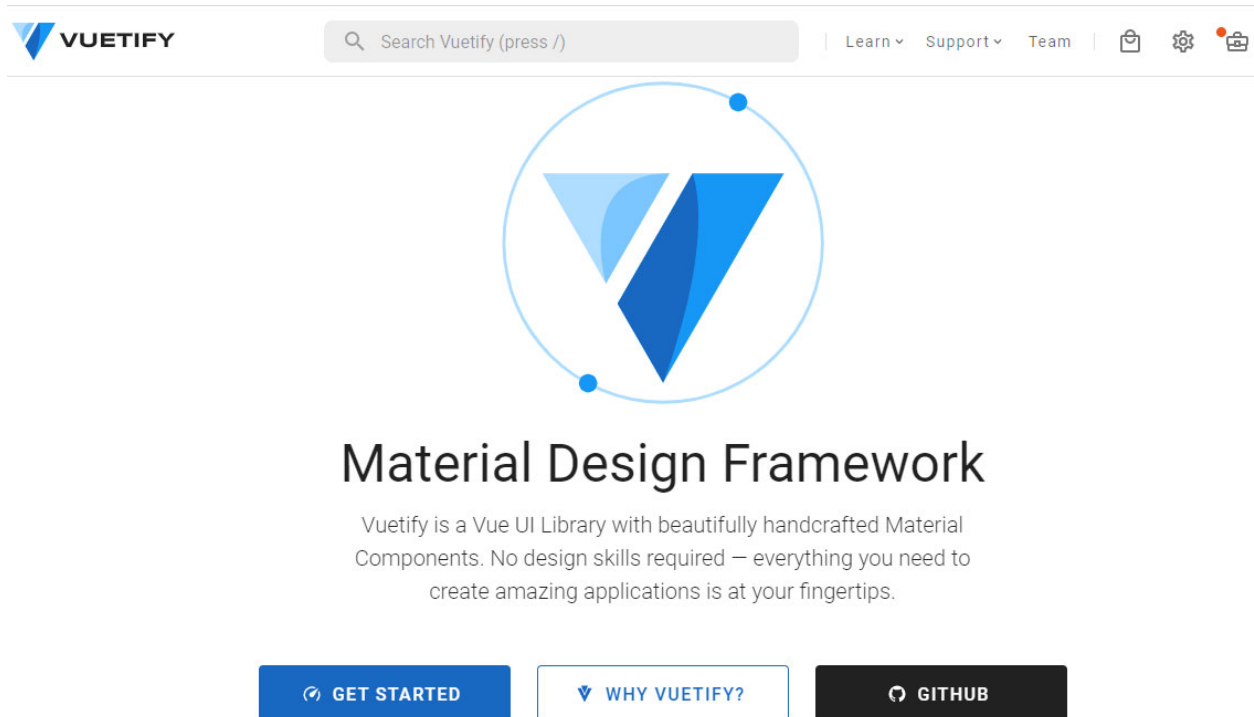 VUETIFY
Search Vuetify (press /)
Learn
Support
Team
Material Design Framework
Vuetify is a Vue UI Library with beautifully handcrafted Material
Components. No design skills required — everything you need to
create amazing applications is at your fingertips.
GET STARTED
WHY VUETIFY?
GITHUB